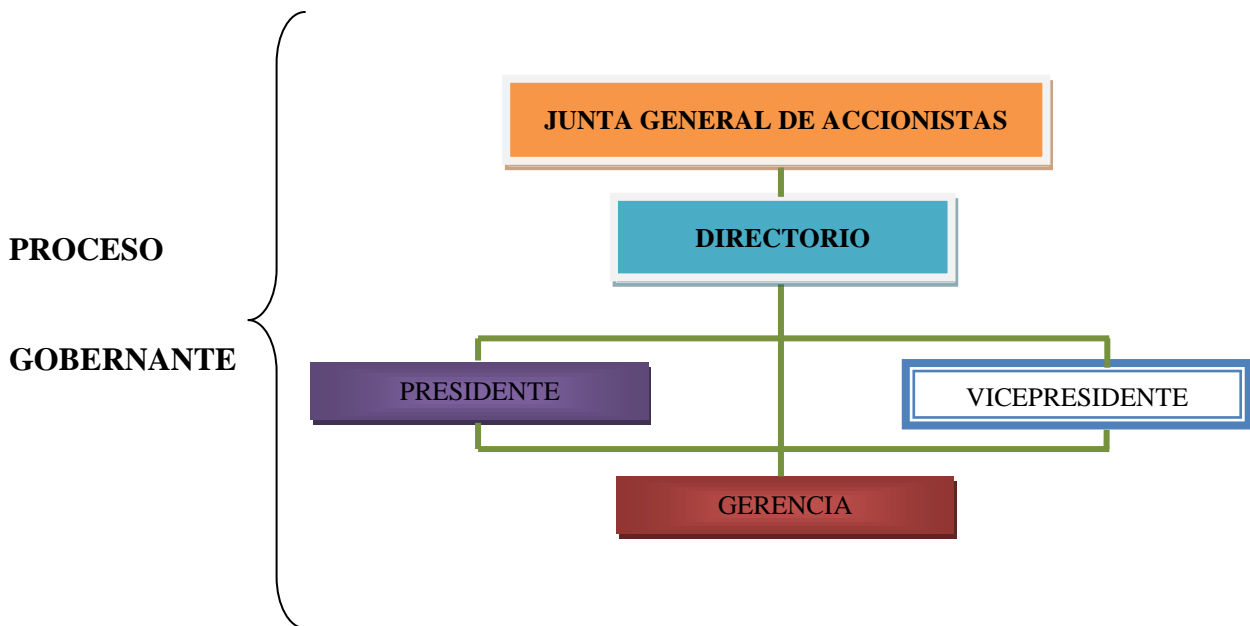 JUNTA GENERAL DE ACCIONISTAS
DIRECTORIO
PROCESO
GOBERNANTE
PRESIDENTE
VICEPRESIDENTE
GERENCIA